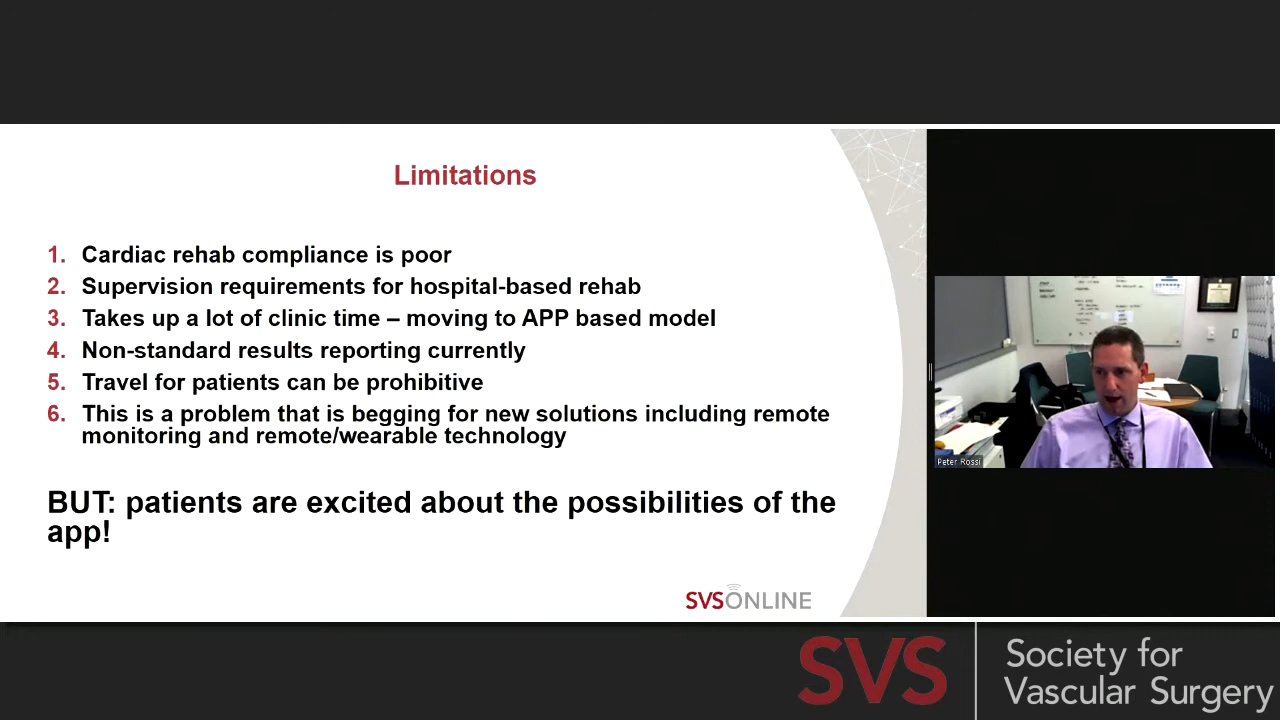 Limitations
1. Cardiac rehab compliance is poor
2. Supervision requirements for hospital-based rehab
3. Takes up a lot of clinic time – moving to APP based model
4. Non-standard results reporting currently
5. Travel for patients can be prohibitive
6. This is a problem that is begging for new solutions including remote
monitoring and remote/wearable technology
BUT: patients are excited about the possibilities of the
app!
SVSONLINE
Peter Rossi
SVS
Society for
Vascular Surgery